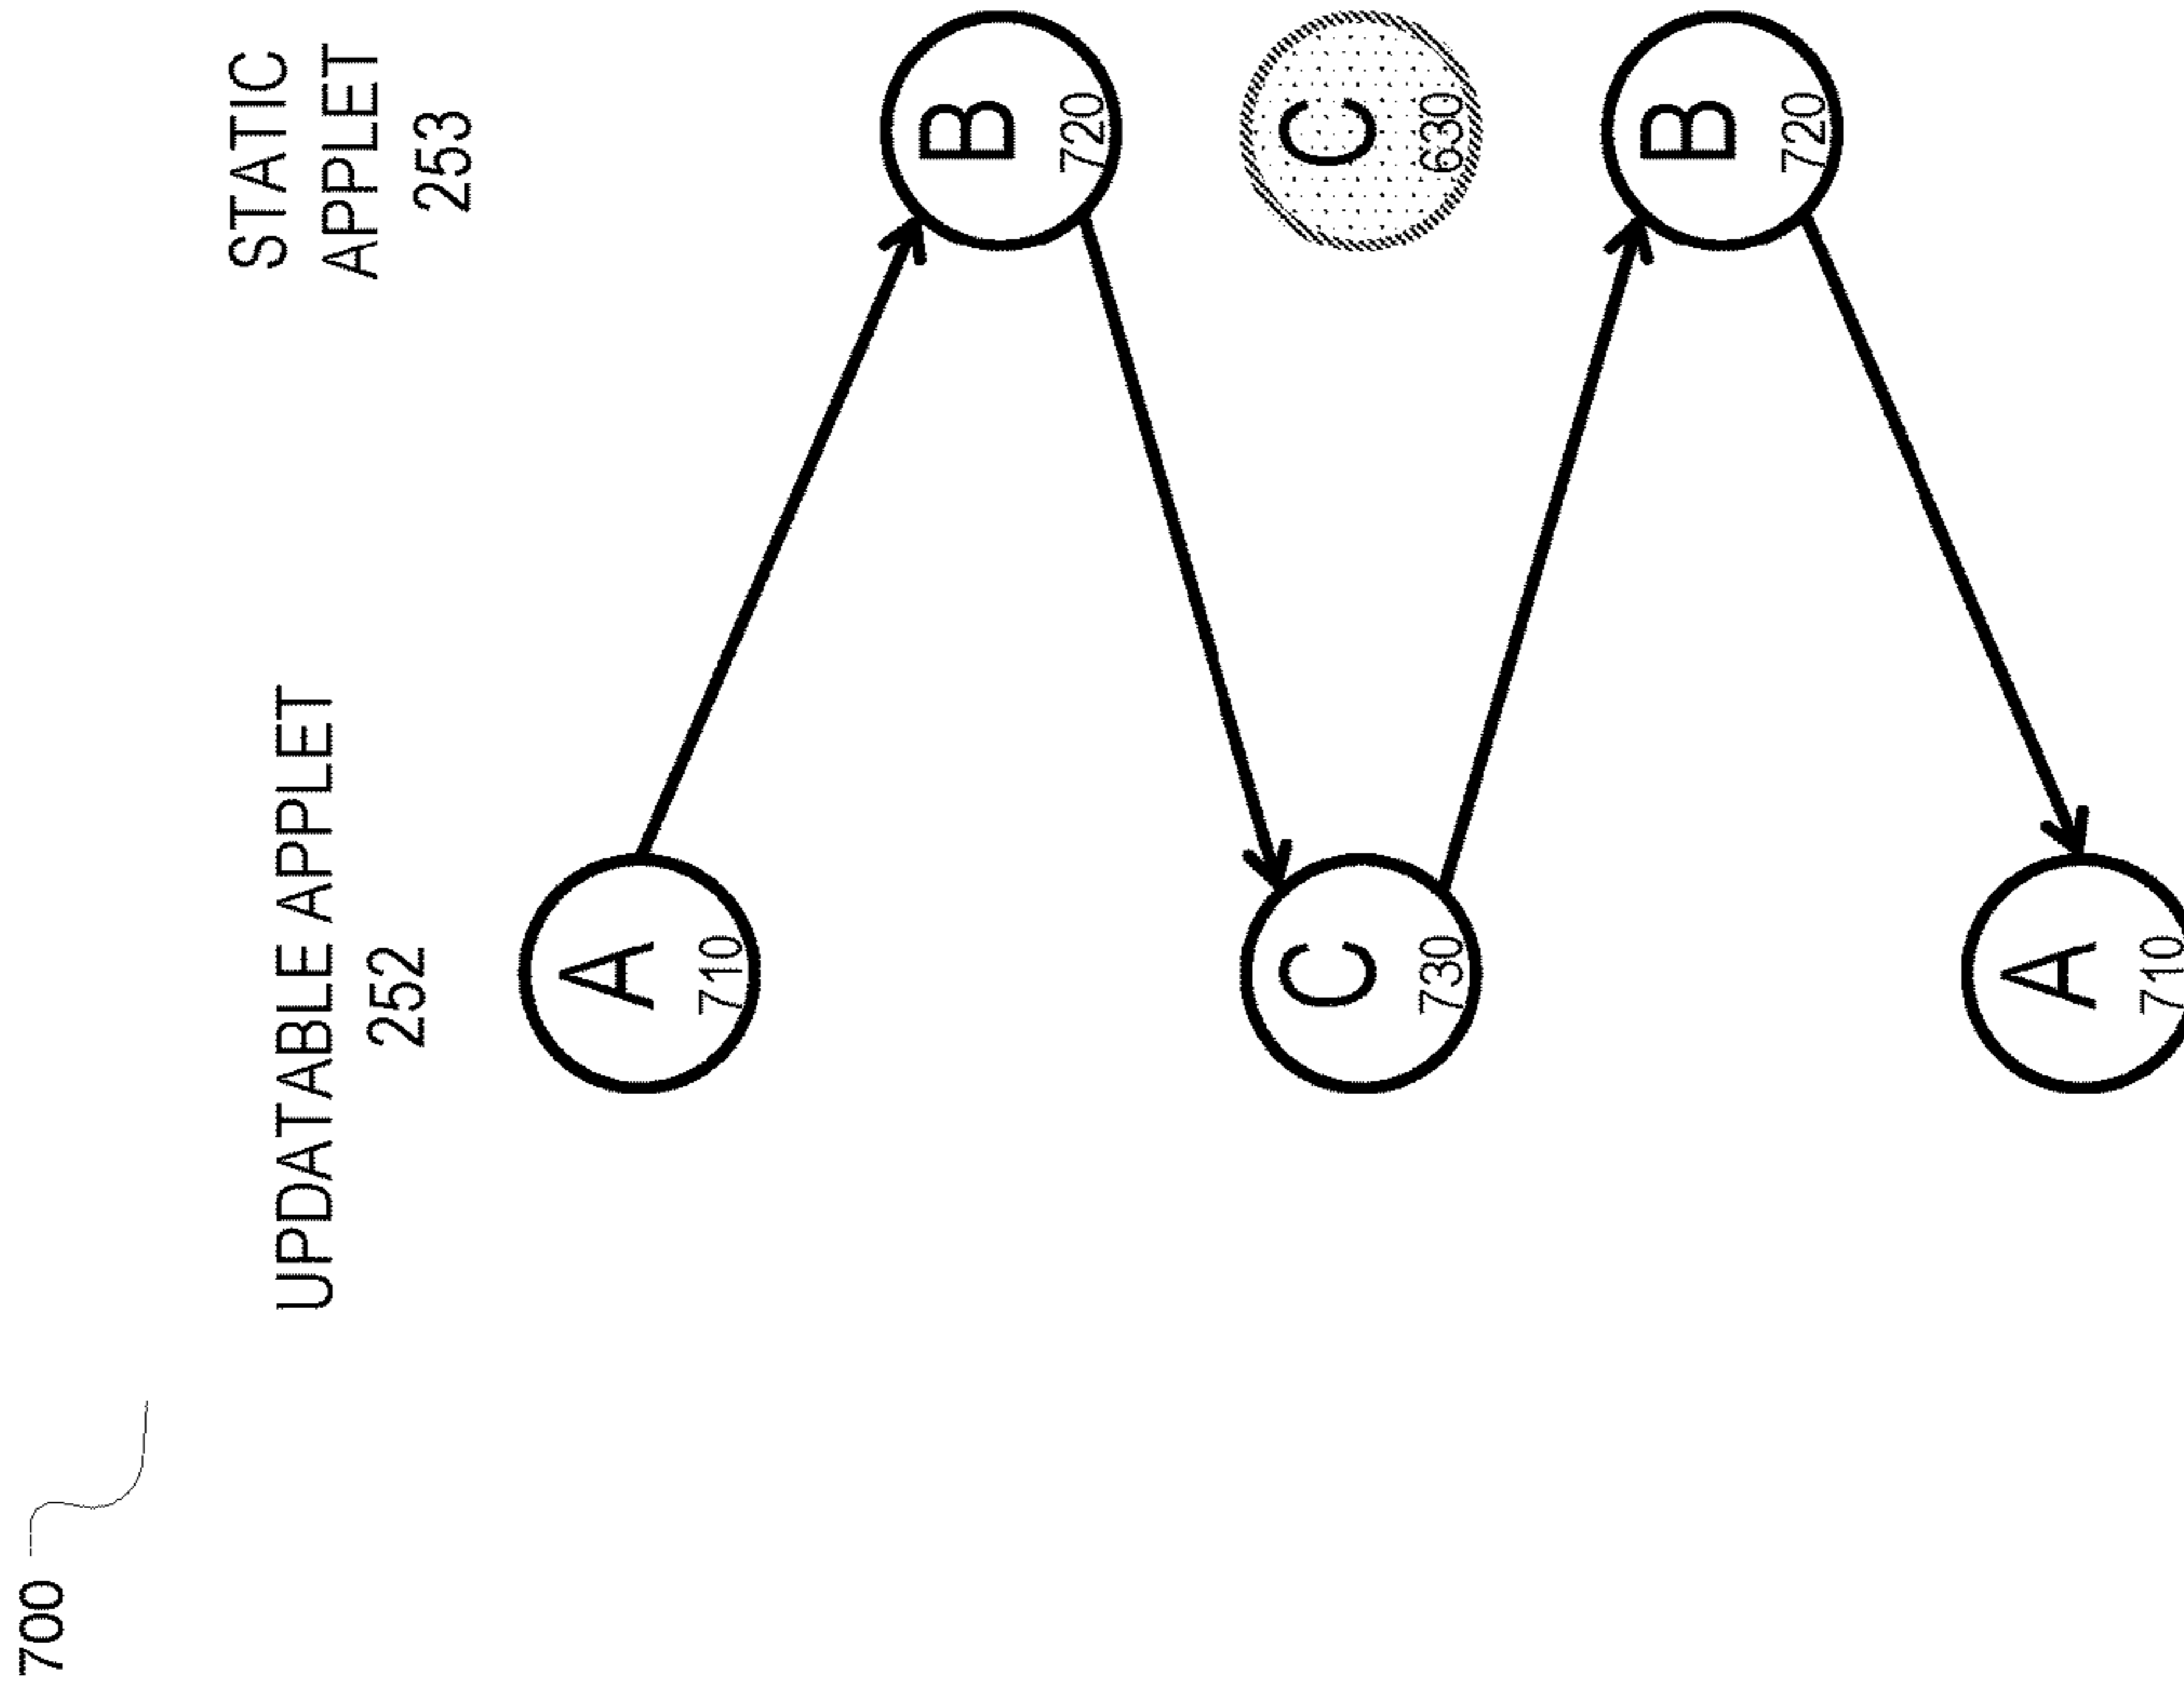 700
UPDATABLE APPLET
252
STATIC
APPLET
253
A
710
B
720
C
730
C
630
B
720
A
710